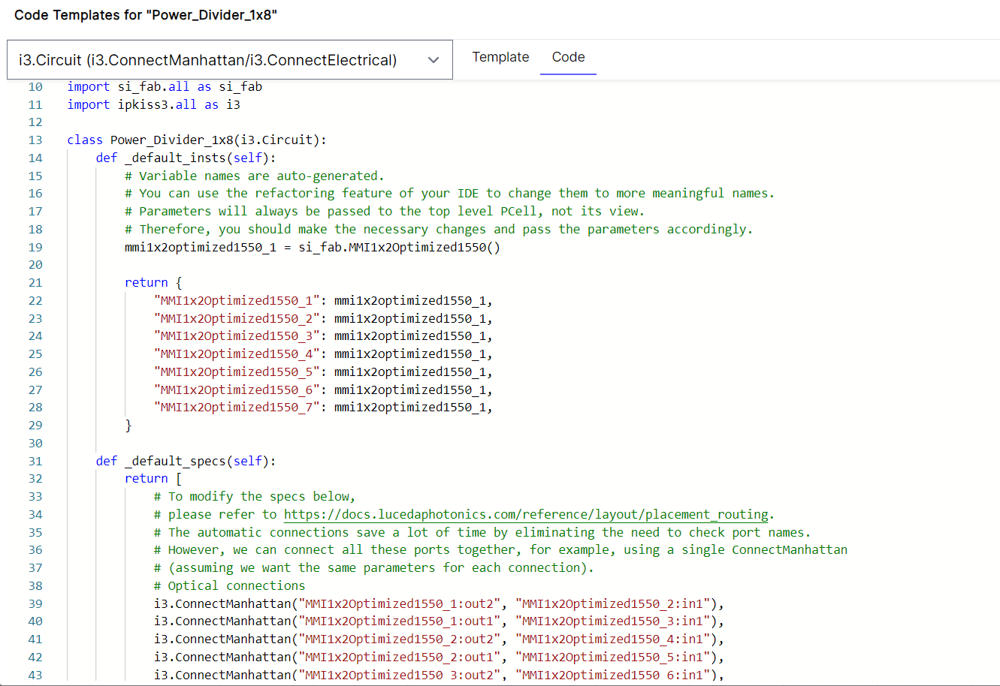 Code Templates for "Power_Divider_1x8"
i3.Circuit (i3.ConnectManhattan/i3.ConnectElectrical)
Template Code
10 import si_fab.all as si_fab
11 import ipkiss3.all as i3
12
13 class Power_Divider_1x8(i3.Circuit):
14 def _default_insts(self):
15 # Variable names are auto-generated.
16 # You can use the refactoring feature of your IDE to change them to more meaningful names.
17 # Parameters will always be passed to the top level PCell, not its view.
18 # Therefore, you should make the necessary changes and pass the parameters accordingly.
19 mmi1x2optimized1550_1 = si_fab.MMI1x2Optimized1550()
20
21 return {
22 "MMI1x2Optimized1550_1": mmi1x2optimized1550_1,
23 "MMI1x2Optimized1550_2": mmi1x2optimized1550_1,
24 "MMI1x2Optimized1550_3": mmi1x2optimized1550_1,
25 "MMI1x2Optimized1550_4": mmi1x2optimized1550_1,
26 "MMI1x2Optimized1550_5": mmi1x2optimized1550_1,
27 "MMI1x2Optimized1550_6": mmi1x2optimized1550_1,
28 "MMI1x2Optimized1550_7": mmi1x2optimized1550_1,
29 }
30
31 def _default_specs(self):
32 return [
33 # To modify the specs below,
34 # please refer to https://docs.lucedaphotonics.com/reference/layout/placement_routing.
35 # The automatic connections save a lot of time by eliminating the need to check port names.
36 # However, we can connect all these ports together, for example, using a single ConnectManhattan
37 # (assuming we want the same parameters for each connection).
38 # Optical connections
39 i3.ConnectManhattan("MMI1x2Optimized1550_1:out2", "MMI1x2Optimized1550_2:in1"),
40 i3.ConnectManhattan("MMI1x2Optimized1550_1:out1", "MMI1x2Optimized1550_3:in1"),
41 i3.ConnectManhattan("MMI1x2Optimized1550_2:out2", "MMI1x2Optimized1550_4:in1"),
42 i3.ConnectManhattan("MMI1x2Optimized1550_2:out1", "MMI1x2Optimized1550_5:in1"),
43 i3.ConnectManhattan("MMI1x2Optimized1550_3:out2", "MMI1x2Optimized1550_6:in1"),